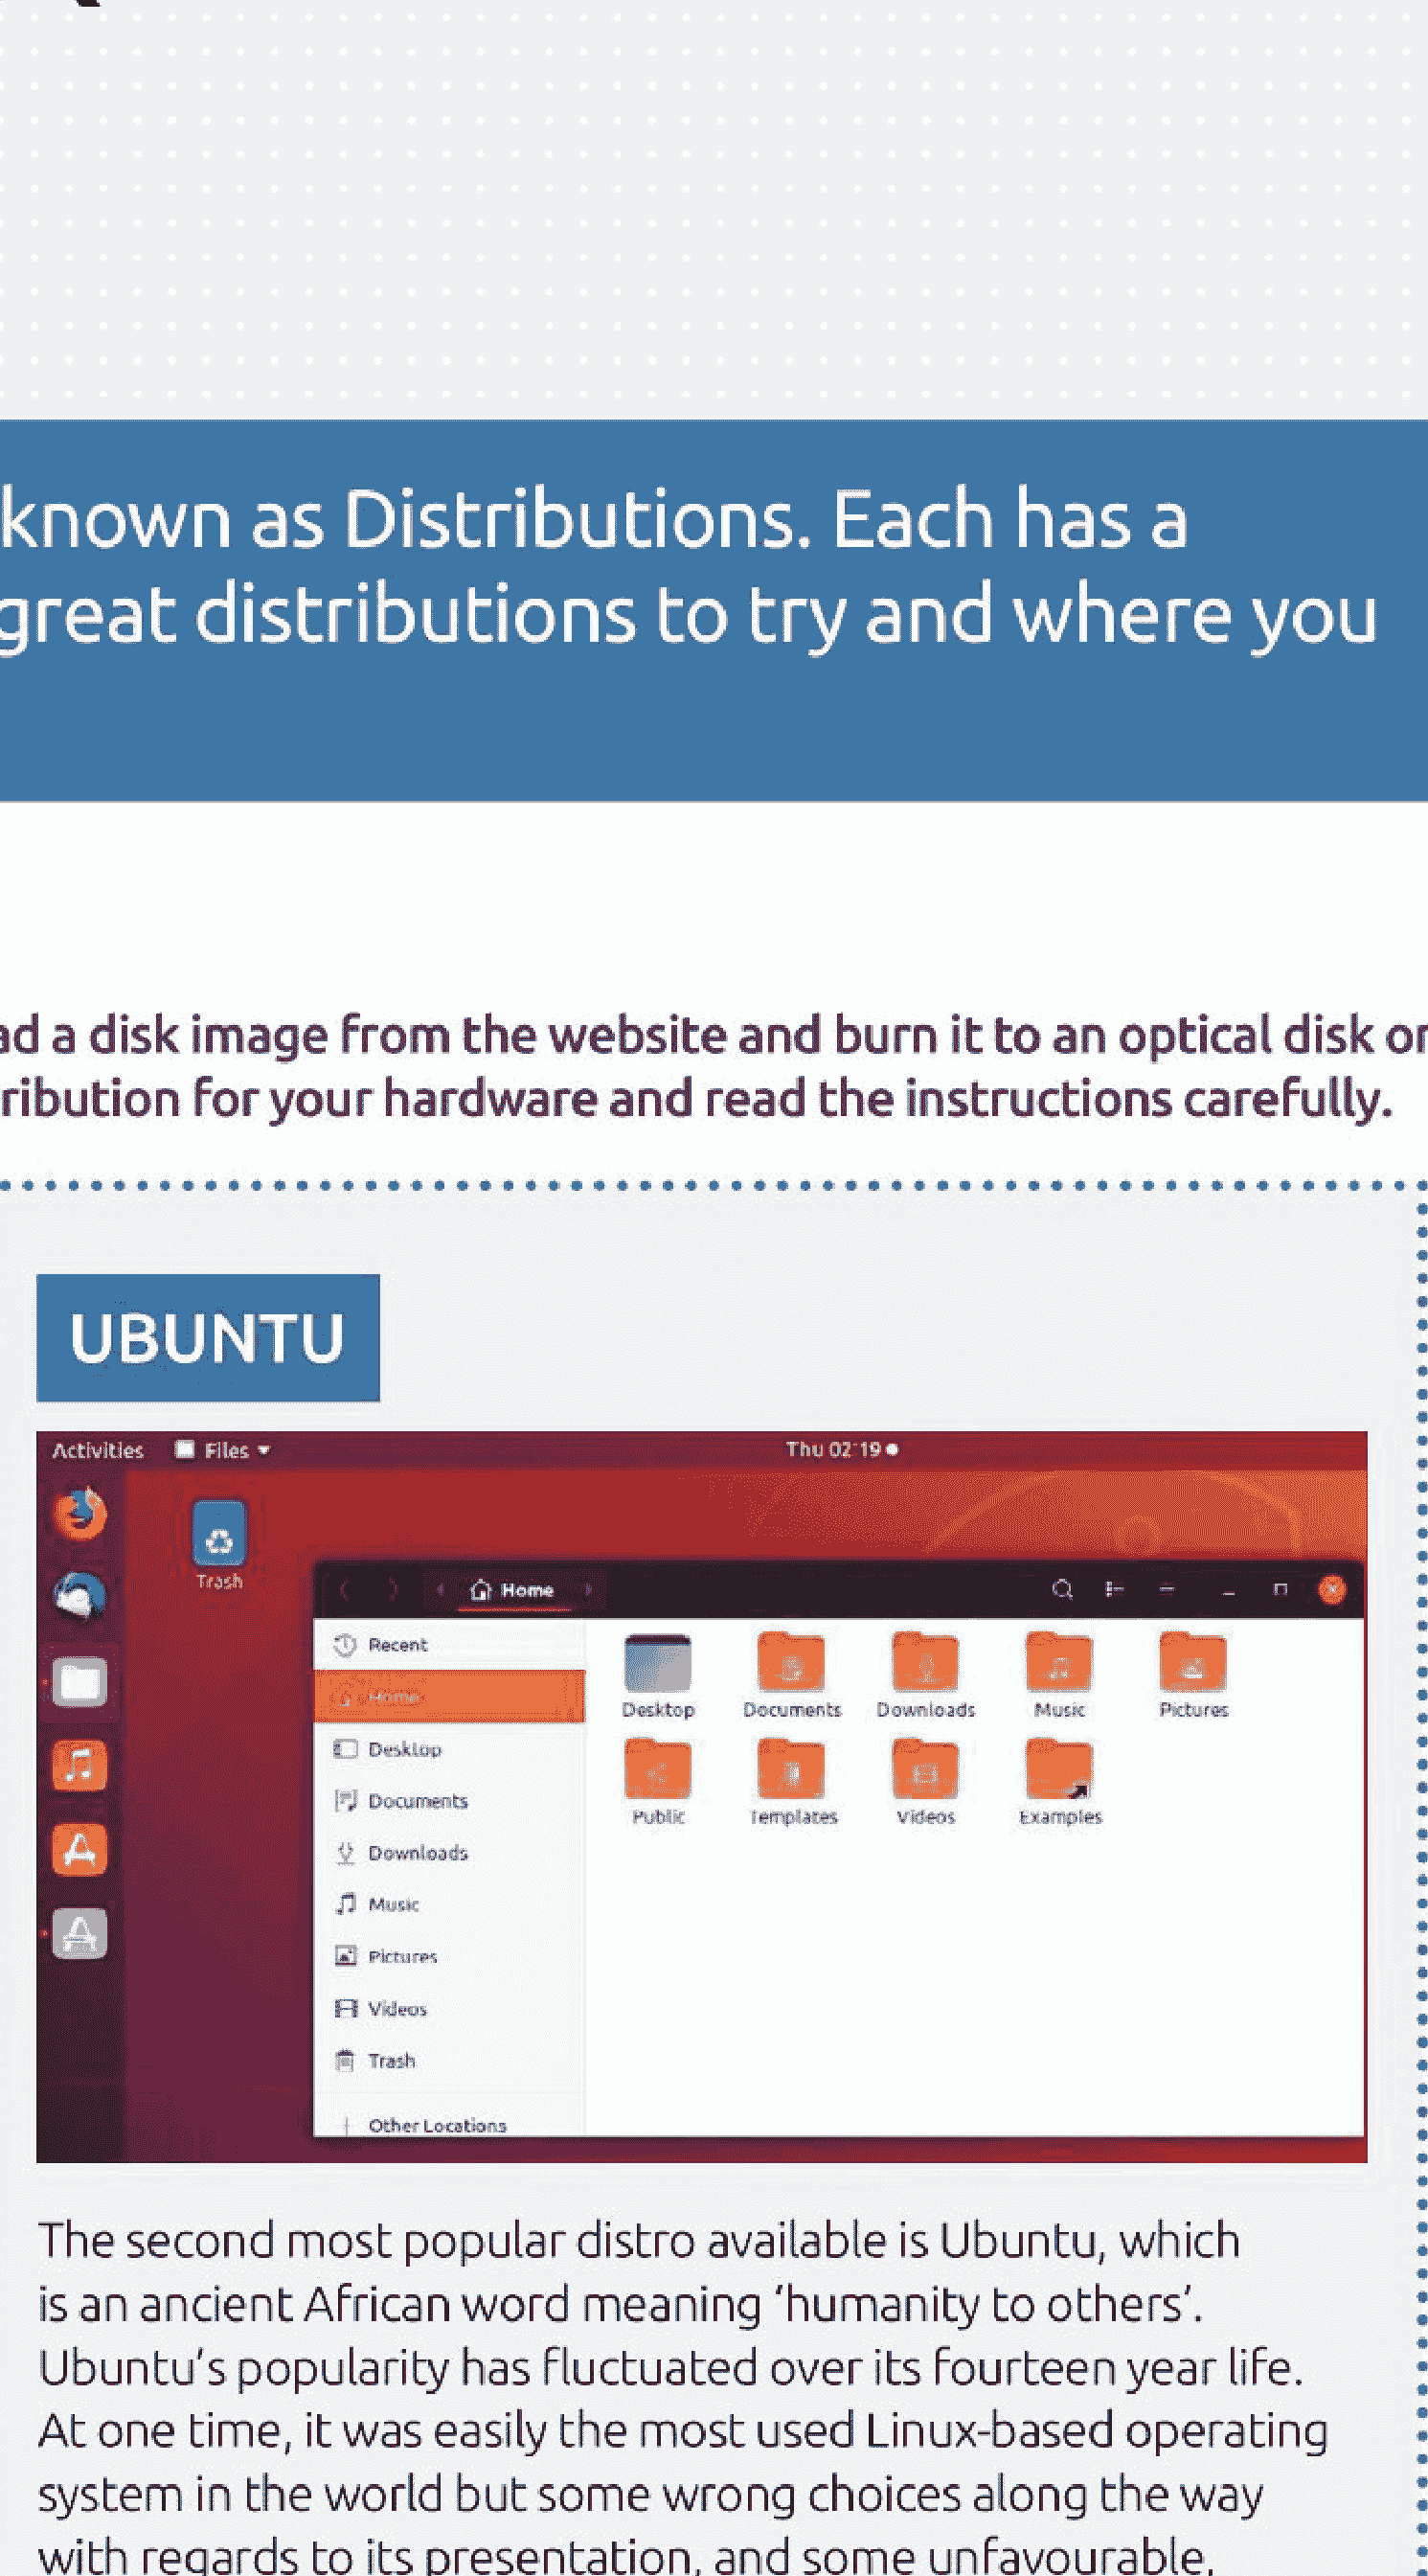 known as Distributions. Each has a
great distributions to try and where you
ad a disk image from the website and burn it to an optical disk or
ribution for your hardware and read the instructions carefully.
UBUNTU
Activities Files Thu 02:19
Trash
Home
Recent
Home
Desktop
Documents
Downloads
Music
Pictures
Videos
Trash
Other Locations
Desktop Documents Downloads Music Pictures
Public Templates Videos Examples
The second most popular distro available is Ubuntu, which
is an ancient African word meaning ‘humanity to others’.
Ubuntu’s popularity has fluctuated over its fourteen year life.
At one time, it was easily the most used Linux-based operating
system in the world but some wrong choices along the way
with regards to its presentation, and some unfavourable,